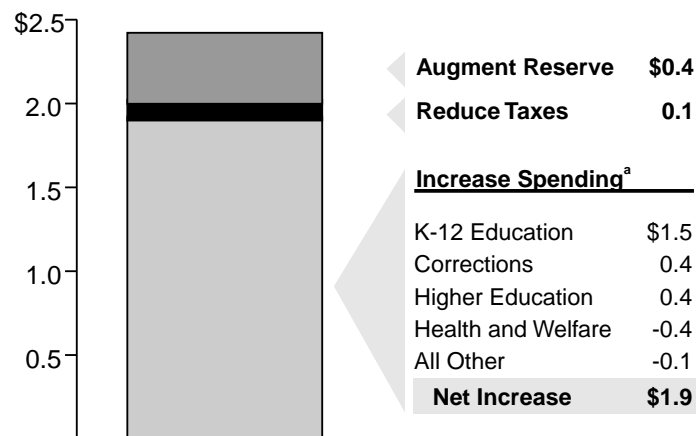 $2.5
2.0
1.5
1.0
0.5
Augment Reserve $0.4
Reduce Taxes 0.1
Increase Spending^a
K-12 Education $1.5
Corrections 0.4
Higher Education 0.4
Health and Welfare -0.4
All Other -0.1
Net Increase $1.9